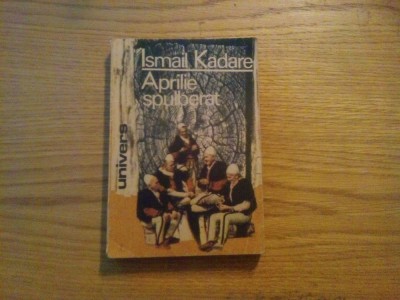 Ismail Kadare
Aprilie
spulberat
univers